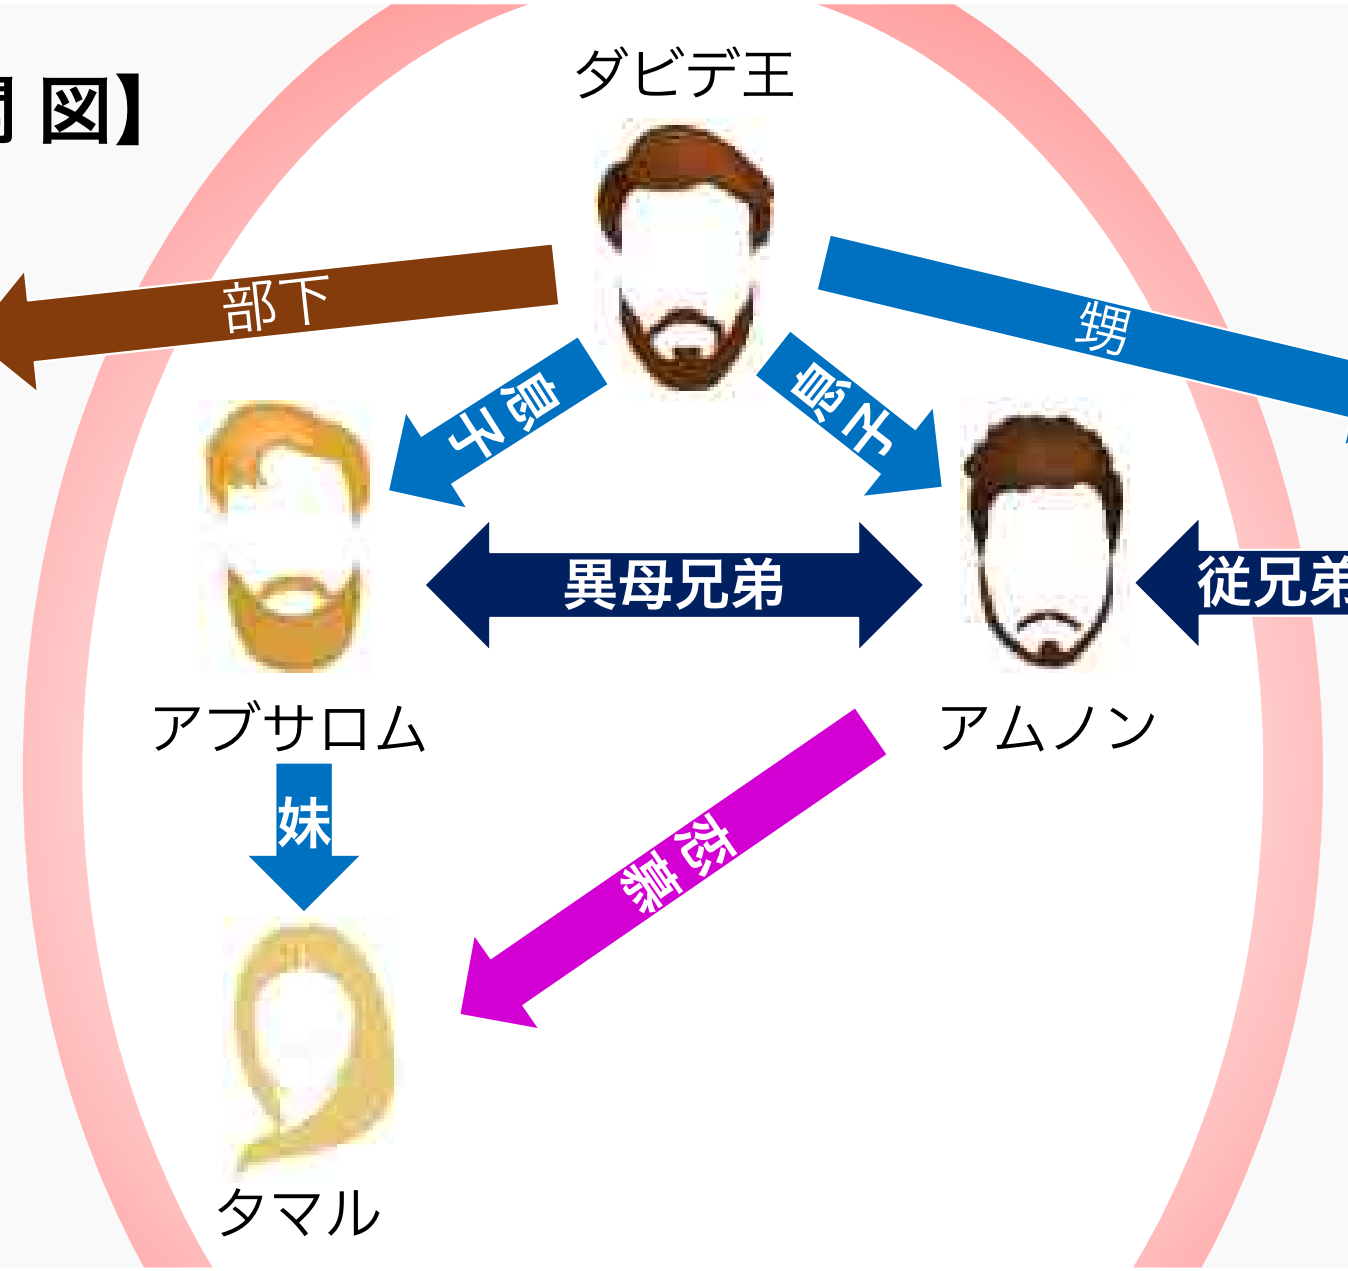 図】
ダビデ王
部下
甥
息子
息子
異母兄弟
従兄弟
アブサロム
アムノン
妹
恋慕
タマル